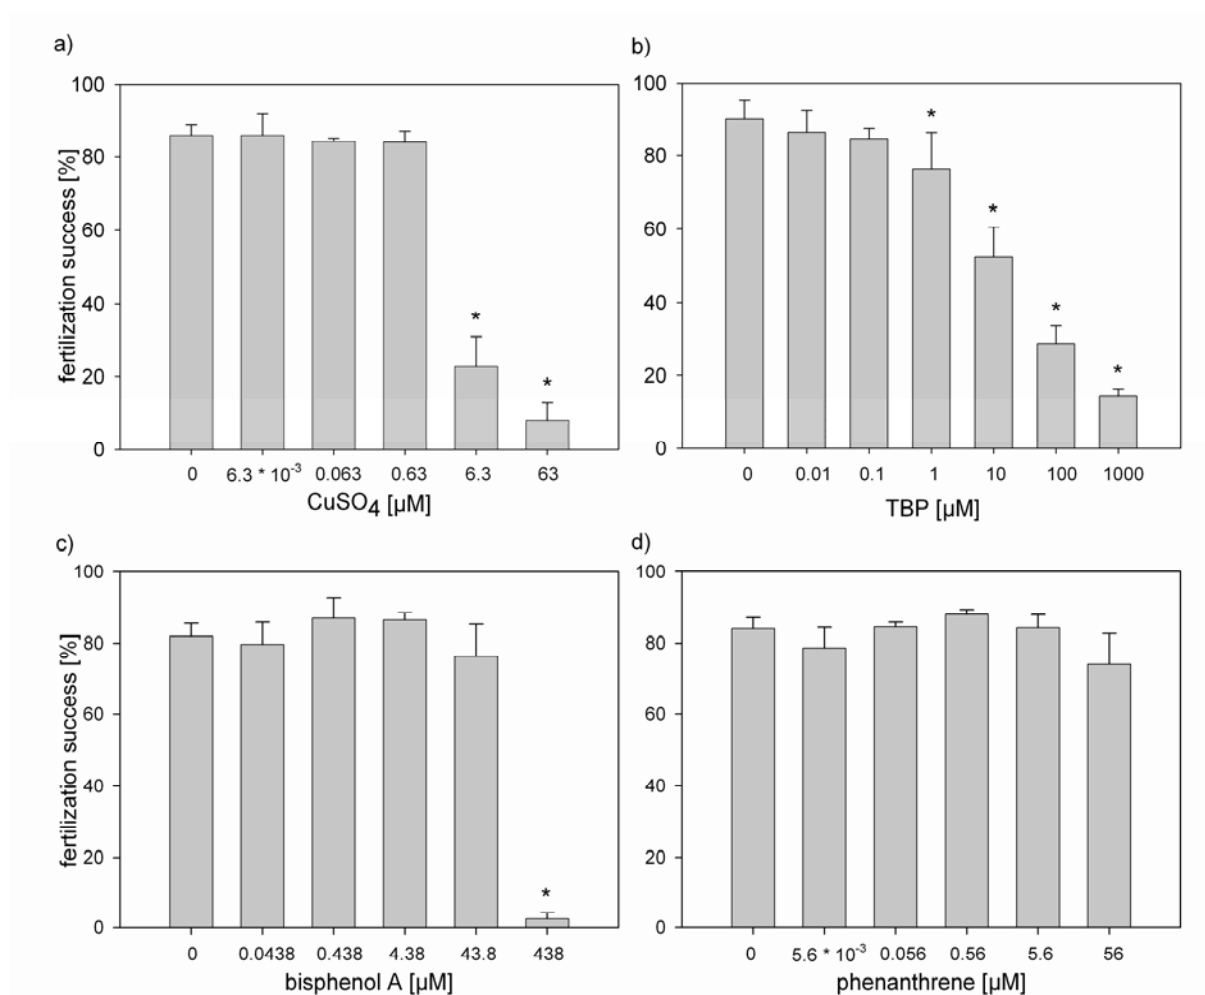 a)
100
80
60
40
20
0
fertilization success [%]
*
*
0 6.3 * 10-3 0.063 0.63 6.3 63
CuSO4 [µM]
b)
100
80
60
40
20
0
*
*
*
*
0 0.01 0.1 1 10 100 1000
TBP [µM]
c)
100
80
60
40
20
0
fertilization success [%]
*
0 0.0438 0.438 4.38 43.8 438
bisphenol A [µM]
d)
100
80
60
40
20
0
0 5.6 * 10-3 0.056 0.56 5.6 56
phenanthrene [µM]